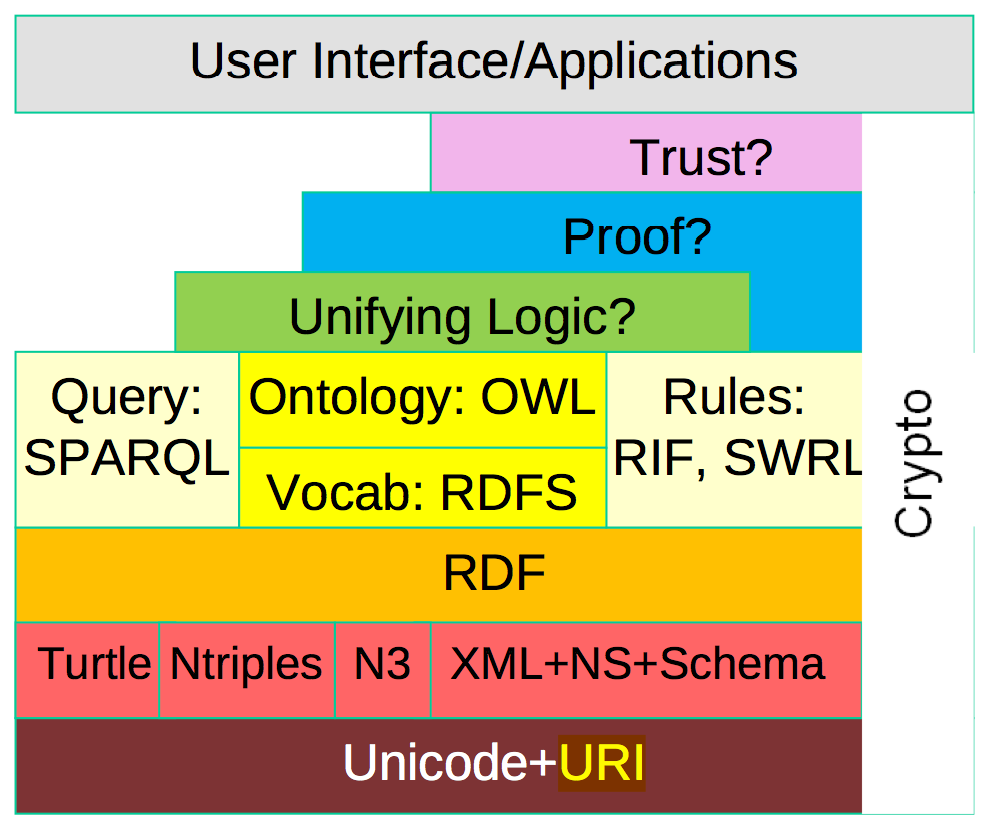 User Interface/Applications
Trust?
Proof?
Unifying Logic?
Query:
SPARQL
Ontology: OWL
Vocab: RDFS
Rules:
RIF, SWRL
Crypto
RDF
Turtle
Ntriples
N3
XML+NS+Schema
Unicode+URI